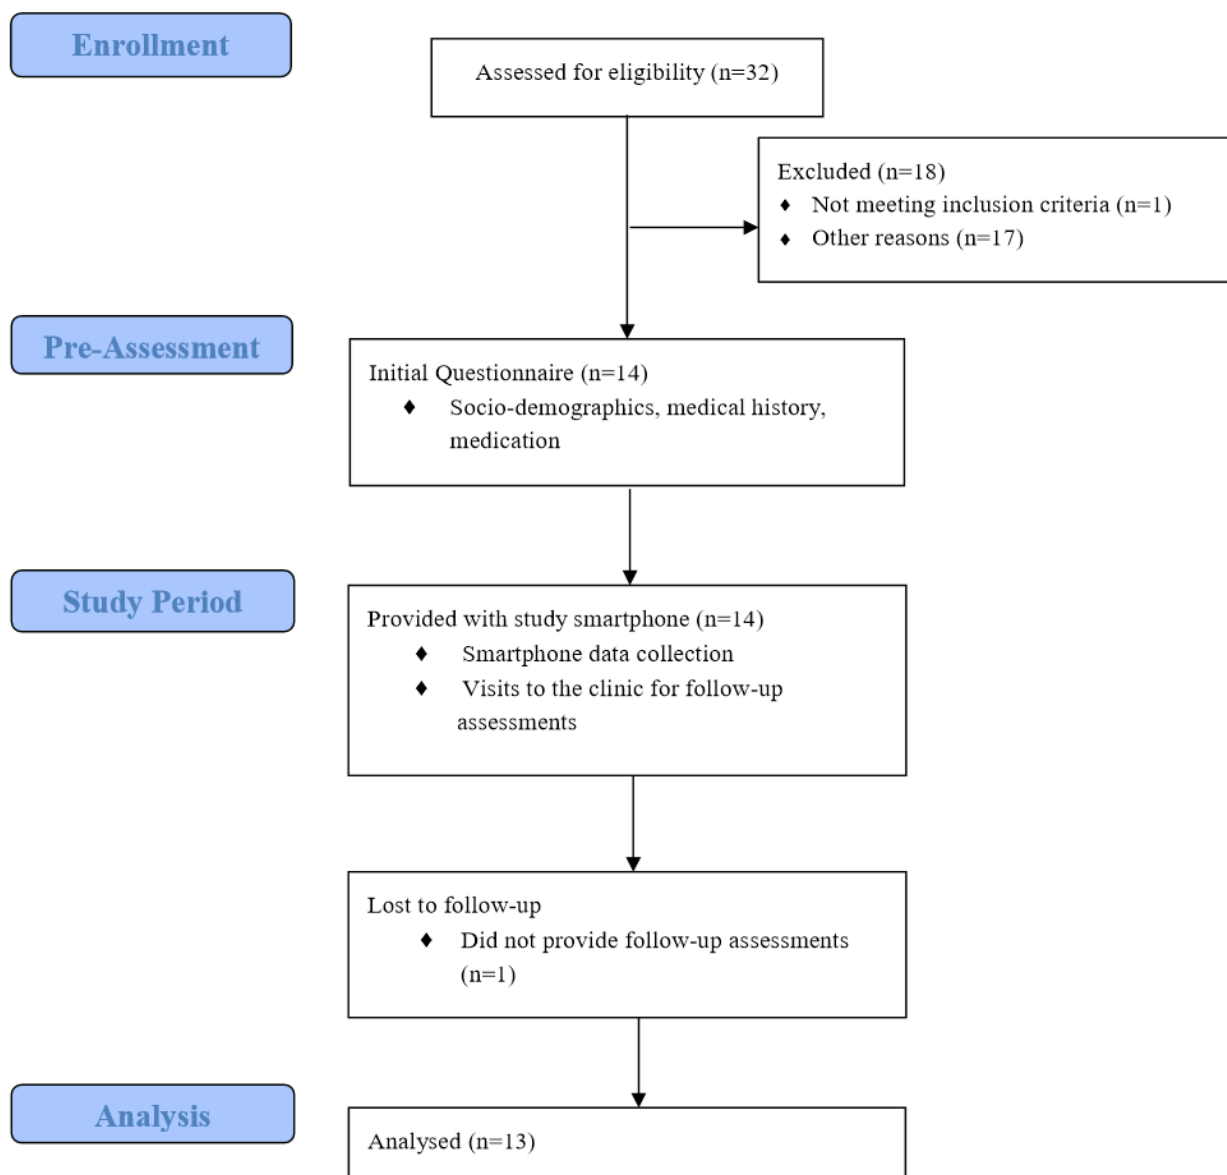 Enrollment
Assessed for eligibility (n=32)
Excluded (n=18)
♦ Not meeting inclusion criteria (n=1)
♦ Other reasons (n=17)
Pre-Assessment
Initial Questionnaire (n=14)
♦ Socio-demographics, medical history,
medication
Study Period
Provided with study smartphone (n=14)
♦ Smartphone data collection
♦ Visits to the clinic for follow-up
assessments
Lost to follow-up
♦ Did not provide follow-up assessments
(n=1)
Analysis
Analysed (n=13)